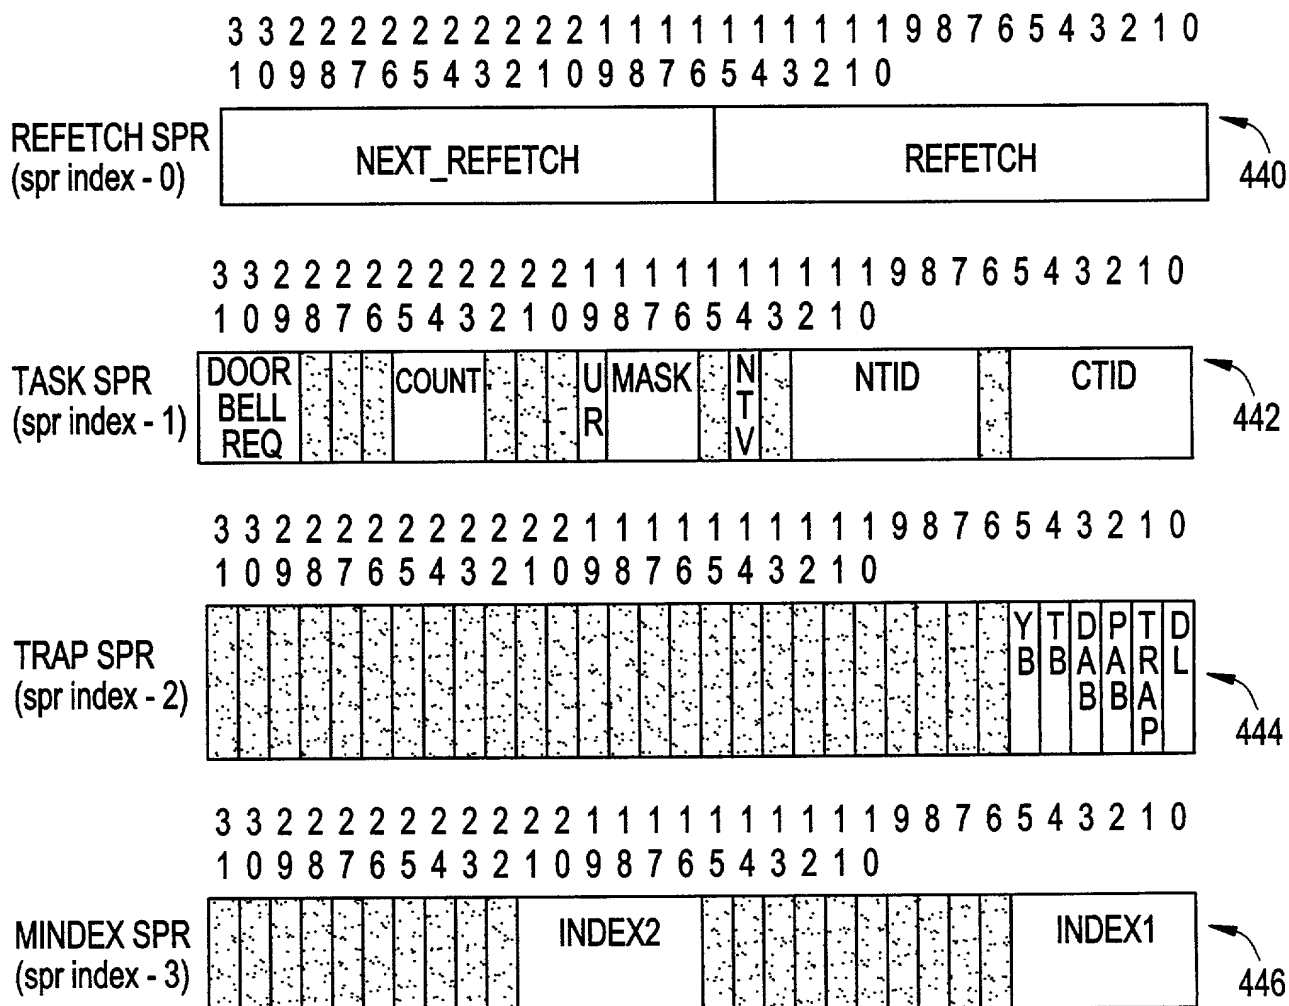 3 3 2 2 2 2 2 2 2 2 2 2 1 1 1 1 1 1 1 1 1 1 9 8 7 6 5 4 3 2 1 0
1 0 9 8 7 6 5 4 3 2 1 0 9 8 7 6 5 4 3 2 1 0
REFETCH SPR
(spr index - 0)
NEXT_REFETCH
REFETCH
440
3 3 2 2 2 2 2 2 2 2 2 2 1 1 1 1 1 1 1 1 1 1 9 8 7 6 5 4 3 2 1 0
1 0 9 8 7 6 5 4 3 2 1 0 9 8 7 6 5 4 3 2 1 0
TASK SPR
(spr index - 1)
DOOR
BELL
REQ
COUNT
UR
MASK
NTV
NTID
CTID
442
3 3 2 2 2 2 2 2 2 2 2 2 1 1 1 1 1 1 1 1 1 1 9 8 7 6 5 4 3 2 1 0
1 0 9 8 7 6 5 4 3 2 1 0 9 8 7 6 5 4 3 2 1 0
TRAP SPR
(spr index - 2)
YB
TB
DAB
PAB
TRAP
DL
444
3 3 2 2 2 2 2 2 2 2 2 2 1 1 1 1 1 1 1 1 1 1 9 8 7 6 5 4 3 2 1 0
1 0 9 8 7 6 5 4 3 2 1 0 9 8 7 6 5 4 3 2 1 0
MINDEX SPR
(spr index - 3)
INDEX2
INDEX1
446